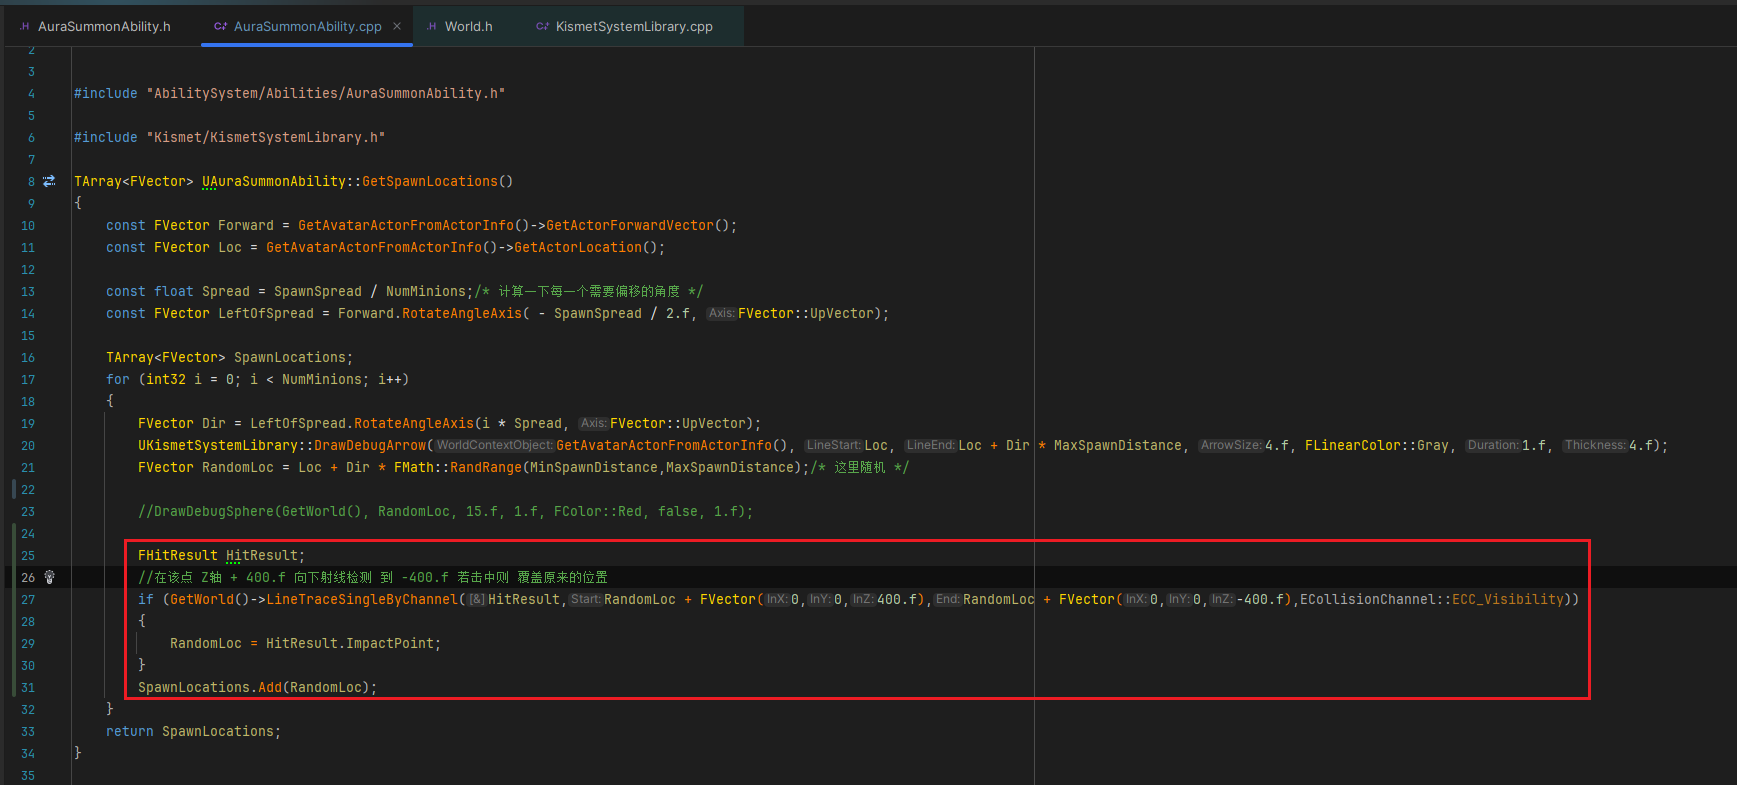 AuraSummonAbility.h AuraSummonAbility.cpp World.h KismetSystemLibrary.cpp
2
3
4 #include "AbilitySystem/Abilities/AuraSummonAbility.h"
5
6 #include "Kismet/KismetSystemLibrary.h"
7
8 TArray<FVector> UAuraSummonAbility::GetSpawnLocations()
9 {
10 const FVector Forward = GetAvatarActorFromActorInfo()->GetActorForwardVector();
11 const FVector Loc = GetAvatarActorFromActorInfo()->GetActorLocation();
12
13 const float Spread = SpawnSpread / NumMinions;/* 计算一下每一个需要偏移的角度 */
14 const FVector LeftOfSpread = Forward.RotateAngleAxis( - SpawnSpread / 2.f, Axis: FVector::UpVector);
15
16 TArray<FVector> SpawnLocations;
17 for (int32 i = 0; i < NumMinions; i++)
18 {
19 FVector Dir = LeftOfSpread.RotateAngleAxis(i * Spread, Axis: FVector::UpVector);
20 UKismetSystemLibrary::DrawDebugArrow(WorldContextObject: GetAvatarActorFromActorInfo(), LineStart: Loc, LineEnd: Loc + Dir * MaxSpawnDistance, ArrowSize: 4.f, FLinearColor::Gray, Duration: 1.f, Thickness: 4.f);
21 FVector RandomLoc = Loc + Dir * FMath::RandRange(MinSpawnDistance,MaxSpawnDistance);/* 这里随机 */
22
23 //DrawDebugSphere(GetWorld(), RandomLoc, 15.f, 1.f, FColor::Red, false, 1.f);
24
25 FHitResult HitResult;
26 //在该点 Z轴 + 400.f 向下射线检测 到 -400.f 若击中则 覆盖原来的位置
27 if (GetWorld()->LineTraceSingleByChannel([&] HitResult, Start: RandomLoc + FVector(InX: 0, InY: 0, InZ: 400.f), End: RandomLoc + FVector(InX: 0, InY: 0, InZ: -400.f),ECollisionChannel::ECC_Visibility))
28 {
29 RandomLoc = HitResult.ImpactPoint;
30 }
31 SpawnLocations.Add(RandomLoc);
32 }
33 return SpawnLocations;
34 }
35